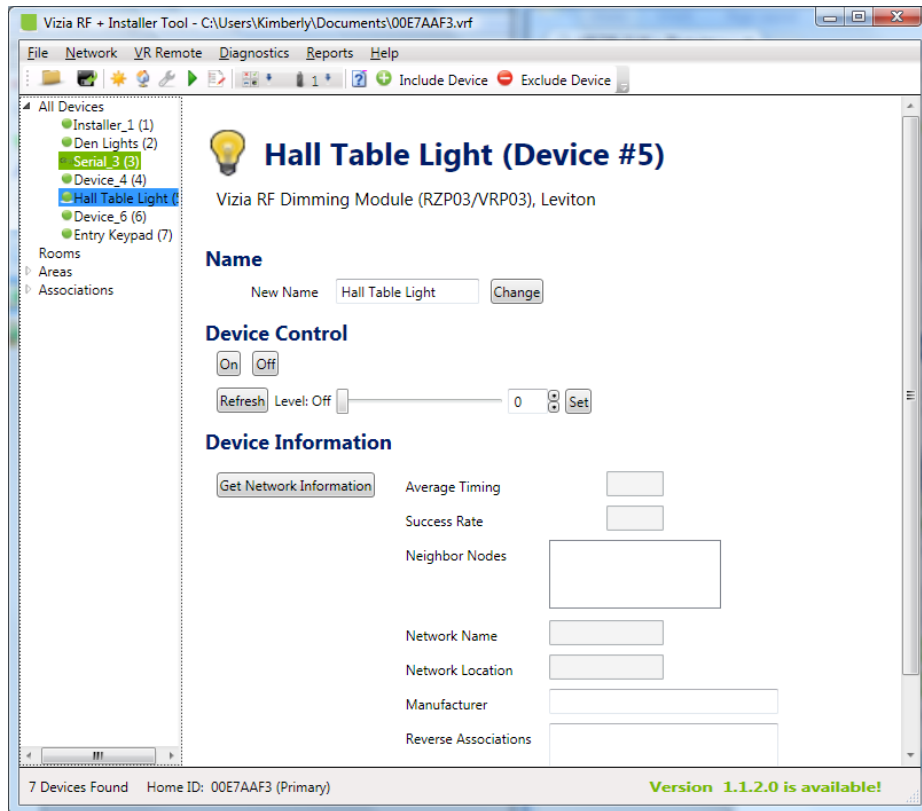 Vizia RF + Installer Tool - C:\Users\Kimberly\Documents\00E7AAF3.vrf
File Network VR Remote Diagnostics Reports Help
1 Include Device Exclude Device
All Devices
Installer_1 (1)
Den Lights (2)
Serial_3 (3)
Device_4 (4)
Hall Table Light (
Device_6 (6)
Entry Keypad (7)
Rooms
Areas
Associations
Hall Table Light (Device #5)
Vizia RF Dimming Module (RZP03/VRP03), Leviton
Name
New Name Hall Table Light Change
Device Control
On Off
Refresh Level: Off 0 Set
Device Information
Get Network Information Average Timing
Success Rate
Neighbor Nodes
Network Name
Network Location
Manufacturer
Reverse Associations
7 Devices Found Home ID: 00E7AAF3 (Primary) Version 1.1.2.0 is available!